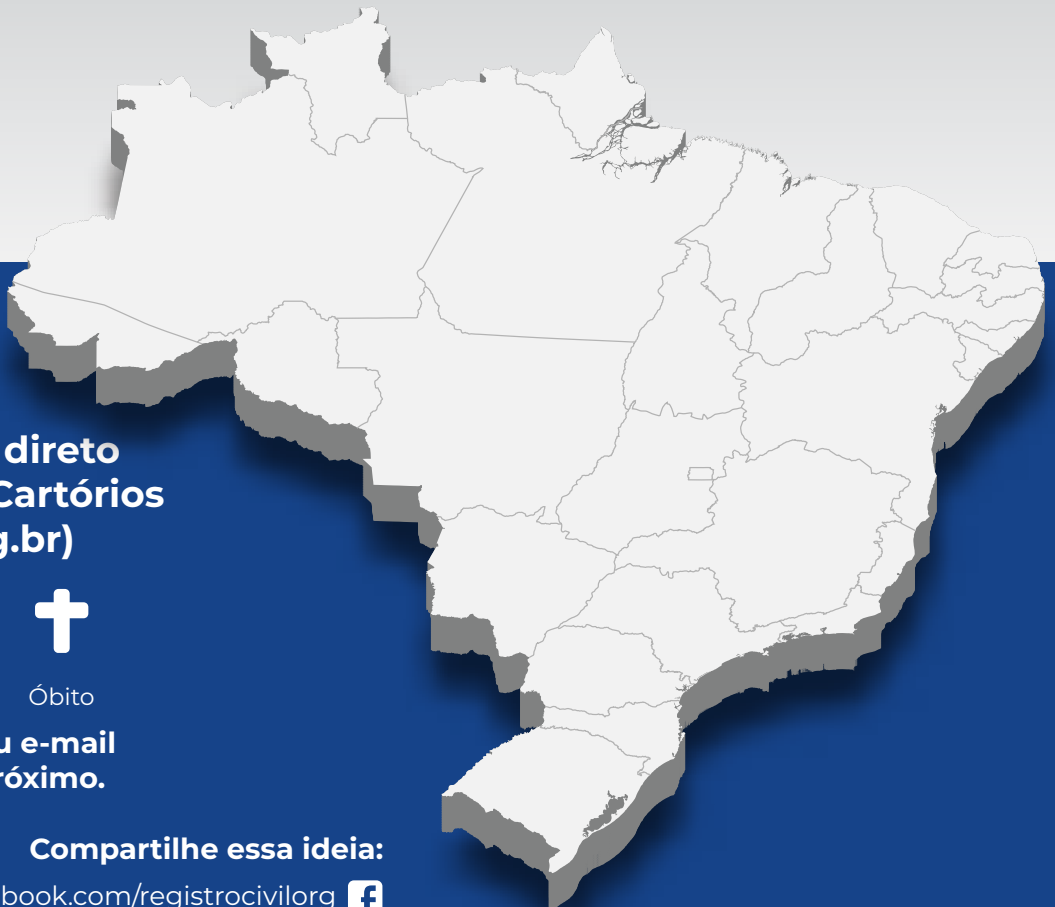 direto
Cartórios
g.br)
Óbito
u e-mail
róximo.
Compartilhe essa ideia:
book.com/registrocivilorg